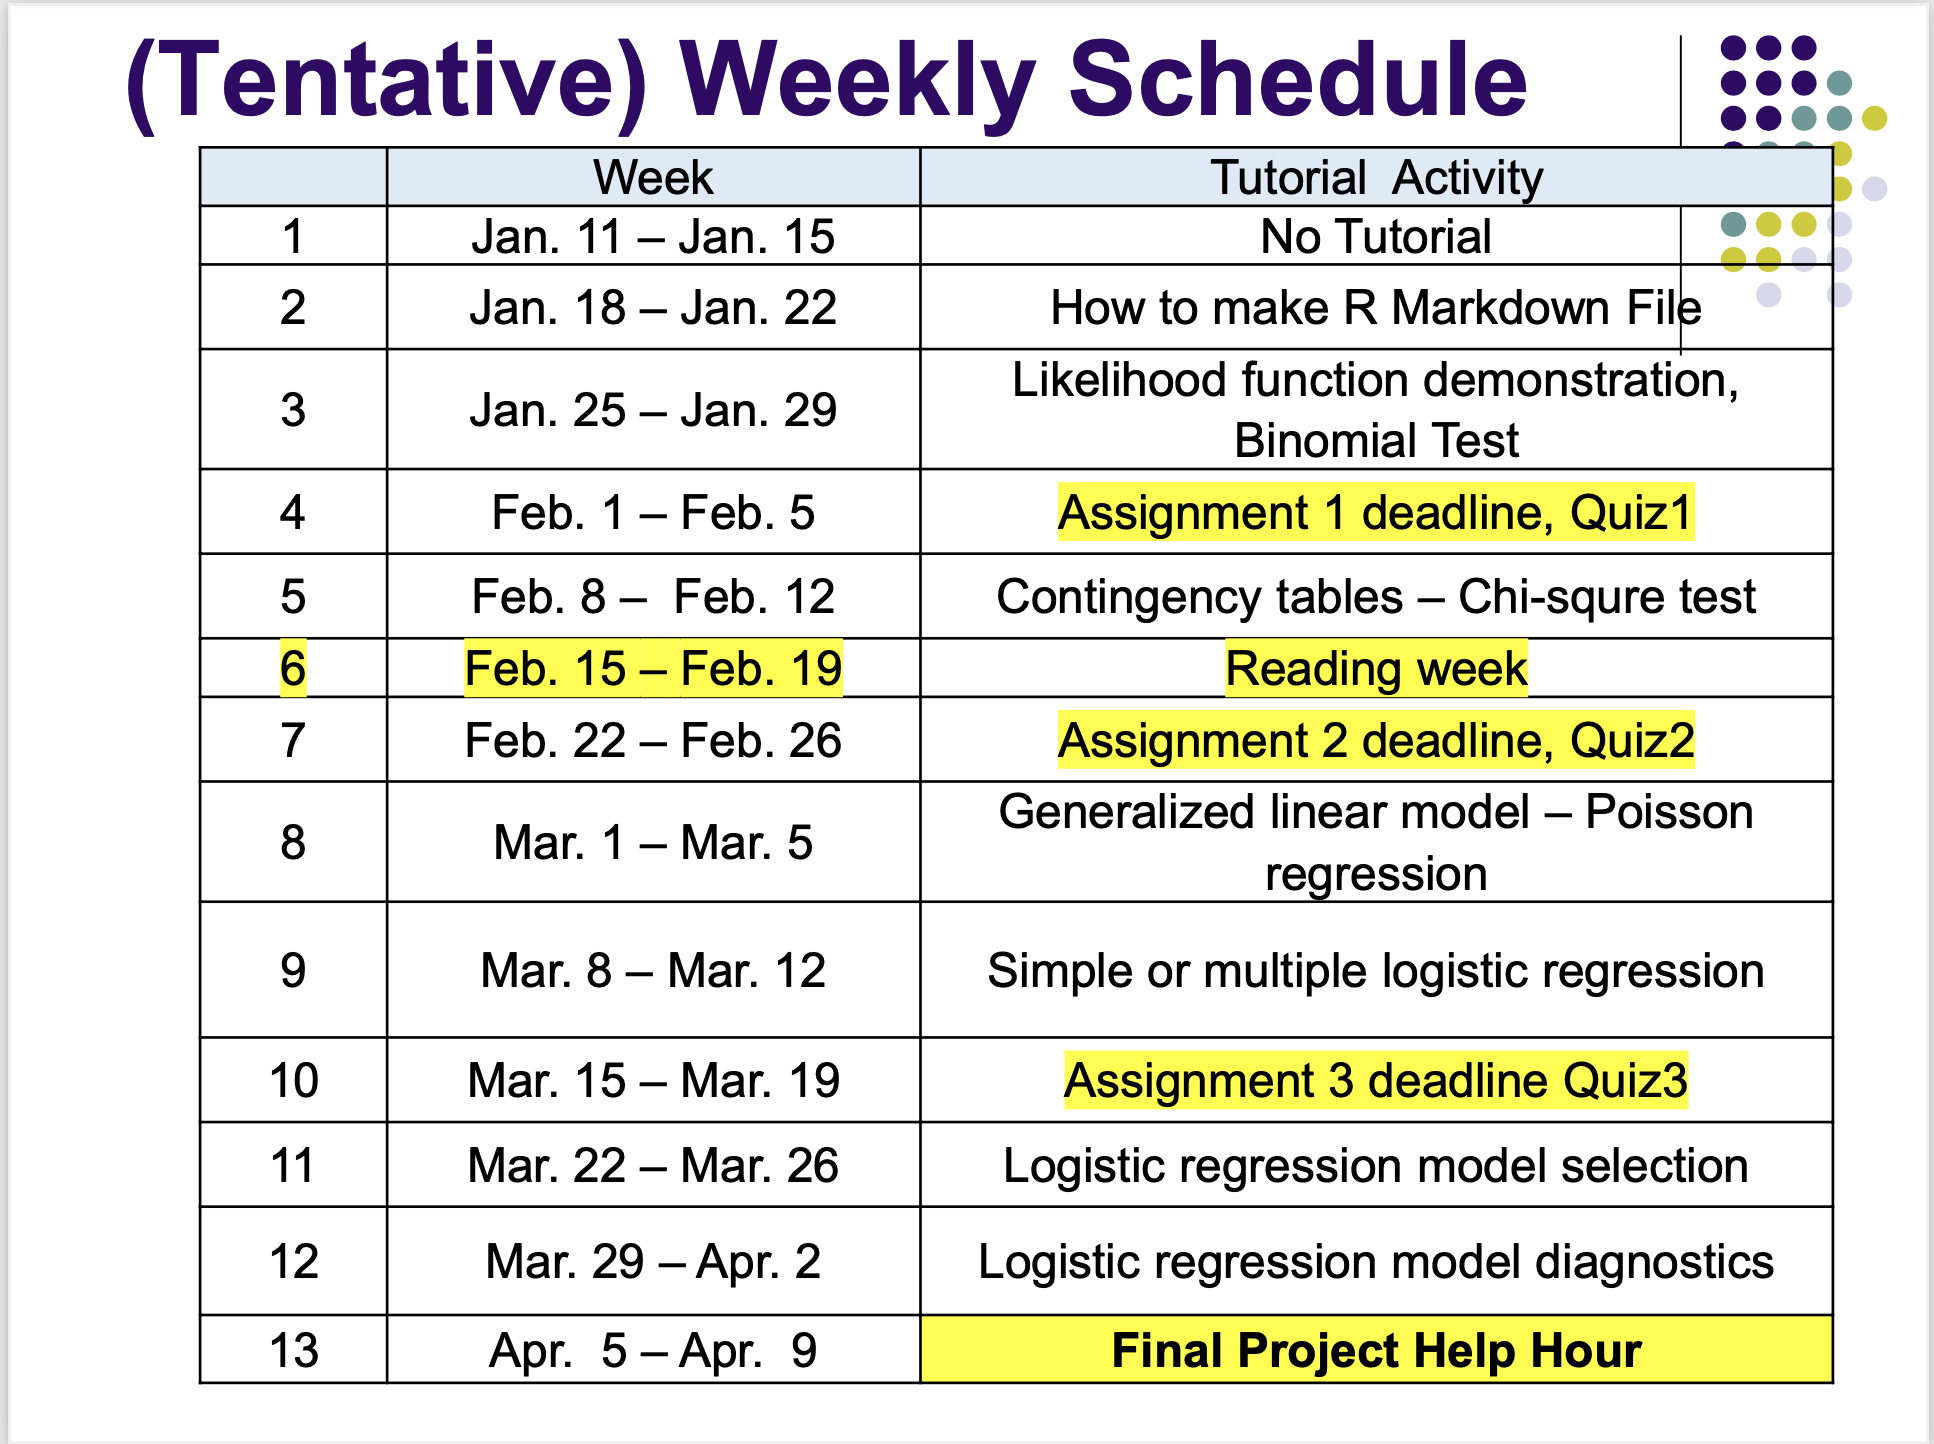 (Tentative) Weekly Schedule
Week Tutorial Activity
1 Jan. 11 – Jan. 15 No Tutorial
2 Jan. 18 – Jan. 22 How to make R Markdown File
3 Jan. 25 – Jan. 29 Likelihood function demonstration,
Binomial Test
4 Feb. 1 – Feb. 5 Assignment 1 deadline, Quiz1
5 Feb. 8 – Feb. 12 Contingency tables – Chi-squre test
6 Feb. 15 – Feb. 19 Reading week
7 Feb. 22 – Feb. 26 Assignment 2 deadline, Quiz2
8 Mar. 1 – Mar. 5 Generalized linear model – Poisson
regression
9 Mar. 8 – Mar. 12 Simple or multiple logistic regression
10 Mar. 15 – Mar. 19 Assignment 3 deadline Quiz3
11 Mar. 22 – Mar. 26 Logistic regression model selection
12 Mar. 29 – Apr. 2 Logistic regression model diagnostics
13 Apr. 5 – Apr. 9 Final Project Help Hour